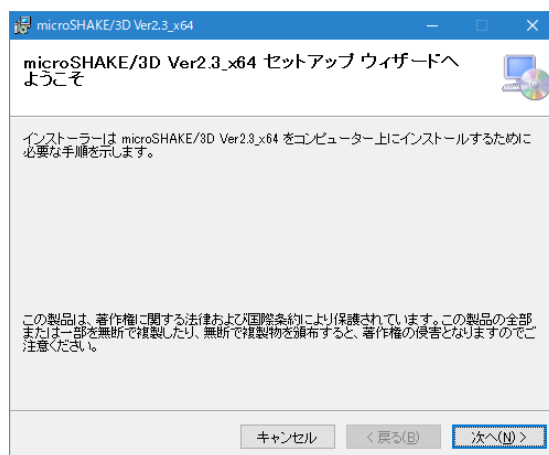 microSHAKE/3D Ver2.3_x64
microSHAKE/3D Ver2.3_x64 セットアップ ウィザードへ
ようこそ
インストーラーは microSHAKE/3D Ver2.3_x64 をコンピューター上にインストールするために
必要な手順を示します。
この製品は、著作権に関する法律および国際条約により保護されています。この製品の全部
または一部を無断で複製したり、無断で複製物を頒布すると、著作権の侵害となりますのでご
注意ください。
キャンセル
< 戻る(B)
次へ(N) >